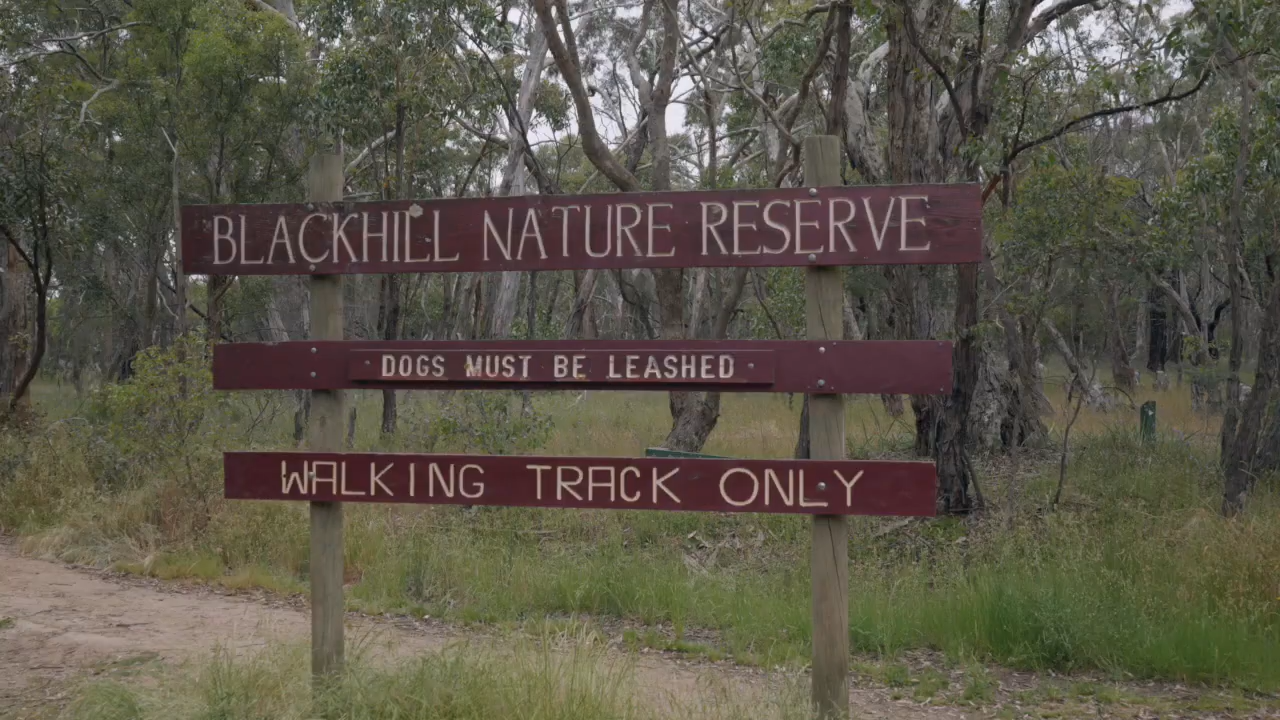 BLACKHILL NATURE RESERVE
DOGS MUST BE LEASHED
WALKING TRACK ONLY